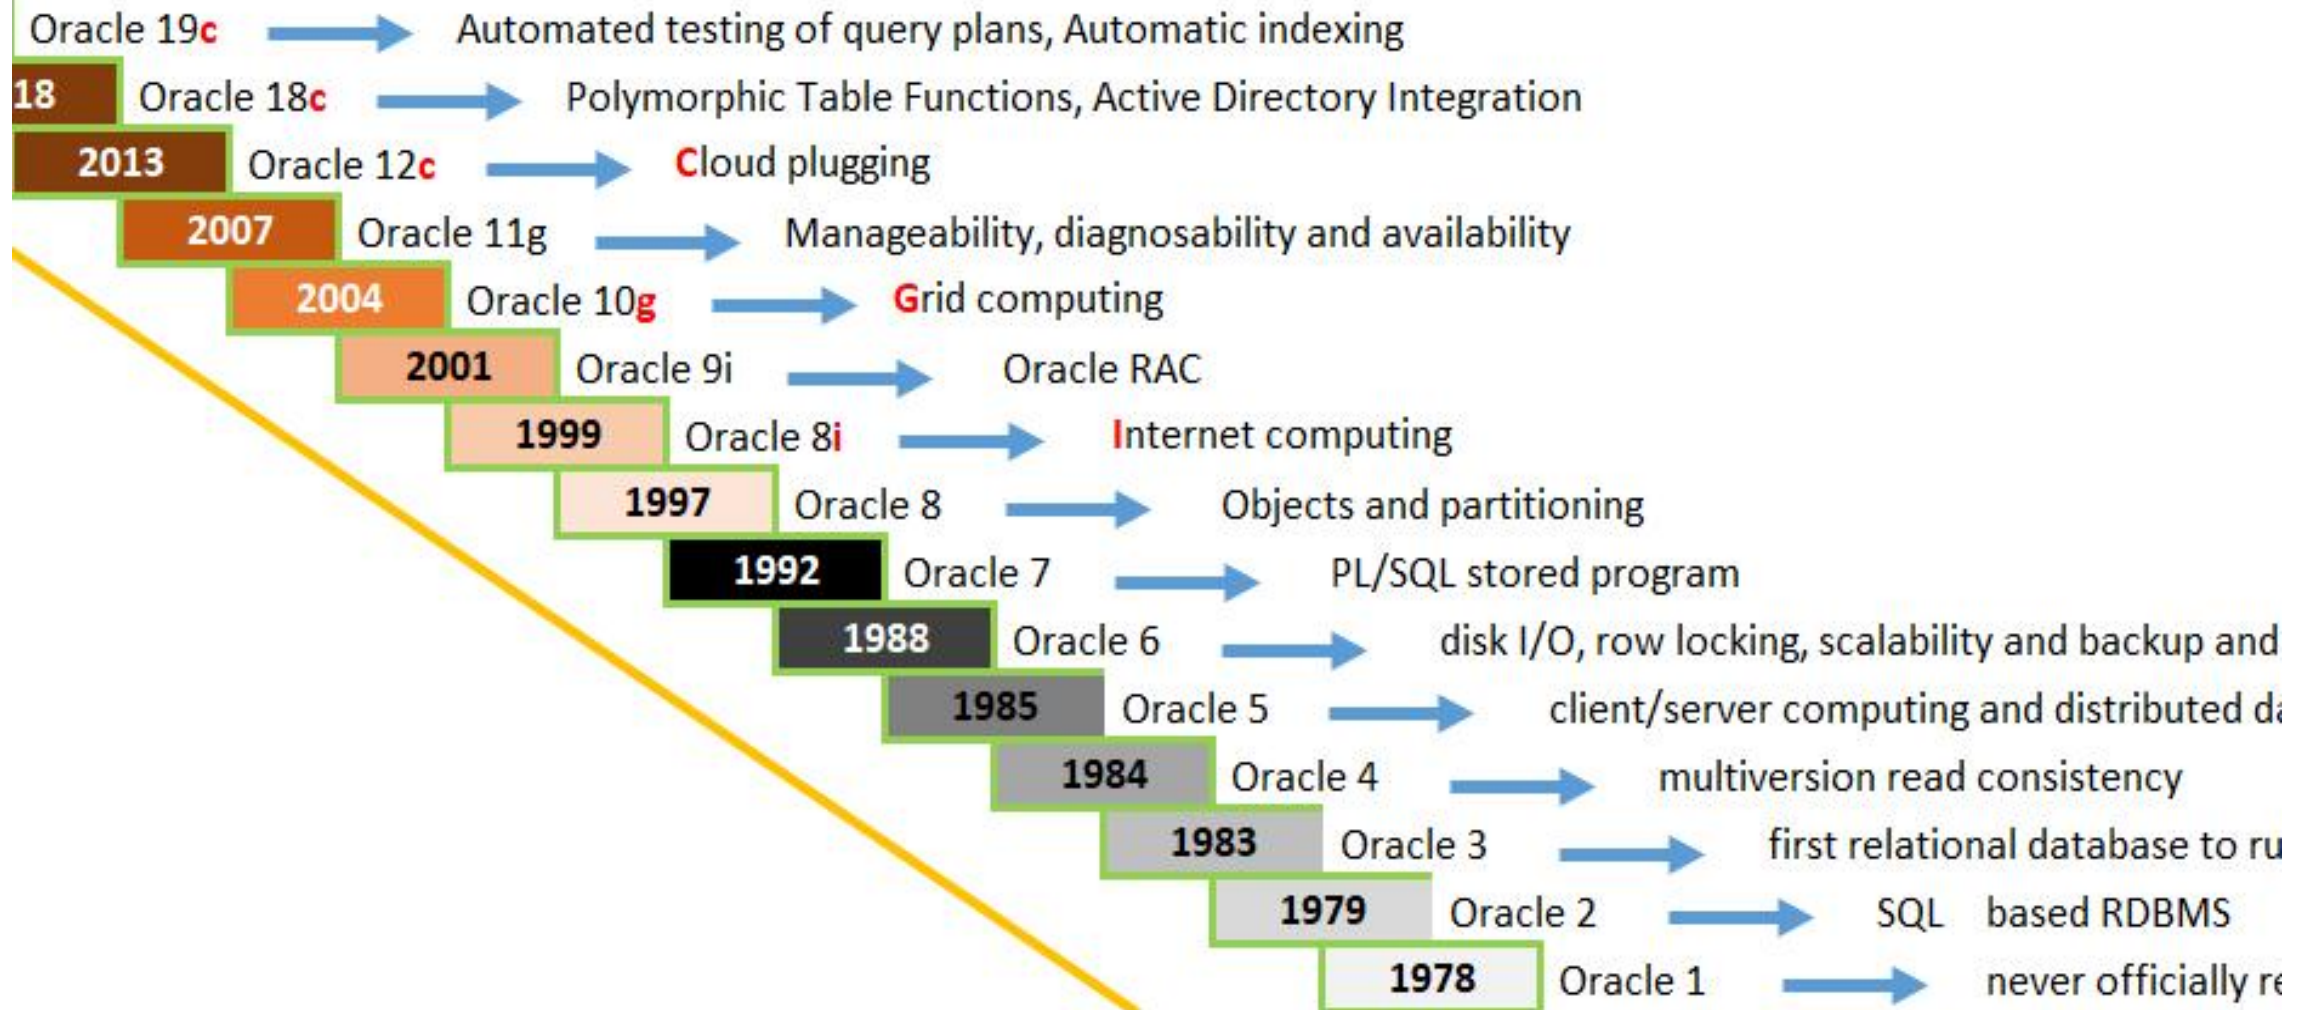 Oracle 19c Automated testing of query plans, Automatic indexing
18 Oracle 18c Polymorphic Table Functions, Active Directory Integration
2013 Oracle 12c Cloud plugging
2007 Oracle 11g Manageability, diagnosability and availability
2004 Oracle 10g Grid computing
2001 Oracle 9i Oracle RAC
1999 Oracle 8i Internet computing
1997 Oracle 8 Objects and partitioning
1992 Oracle 7 PL/SQL stored program
1988 Oracle 6 disk I/O, row locking, scalability and backup and
1985 Oracle 5 client/server computing and distributed
1984 Oracle 4 multiversion read consistency
1983 Oracle 3 first relational database to
1979 Oracle 2 SQL based RDBMS
1978 Oracle 1 never officially